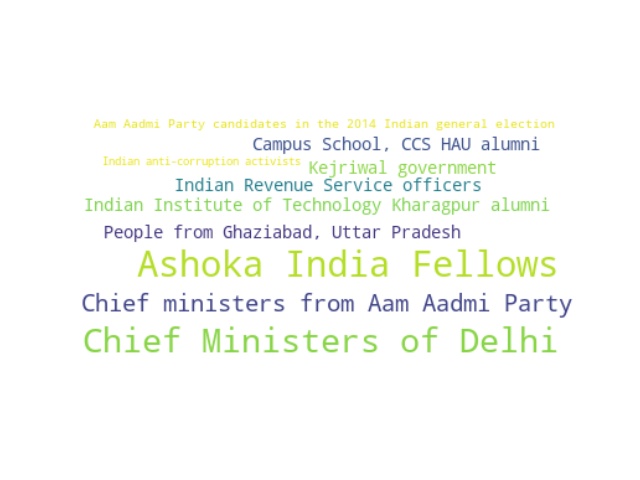 Aam Aadmi Party candidates in the 2014 Indian general election
Campus School, CCS HAU alumni
Indian anti-corruption activists
Kejriwal government
Indian Revenue Service officers
Indian Institute of Technology Kharagpur alumni
People from Ghaziabad, Uttar Pradesh
Ashoka India Fellows
Chief ministers from Aam Aadmi Party
Chief Ministers of Delhi